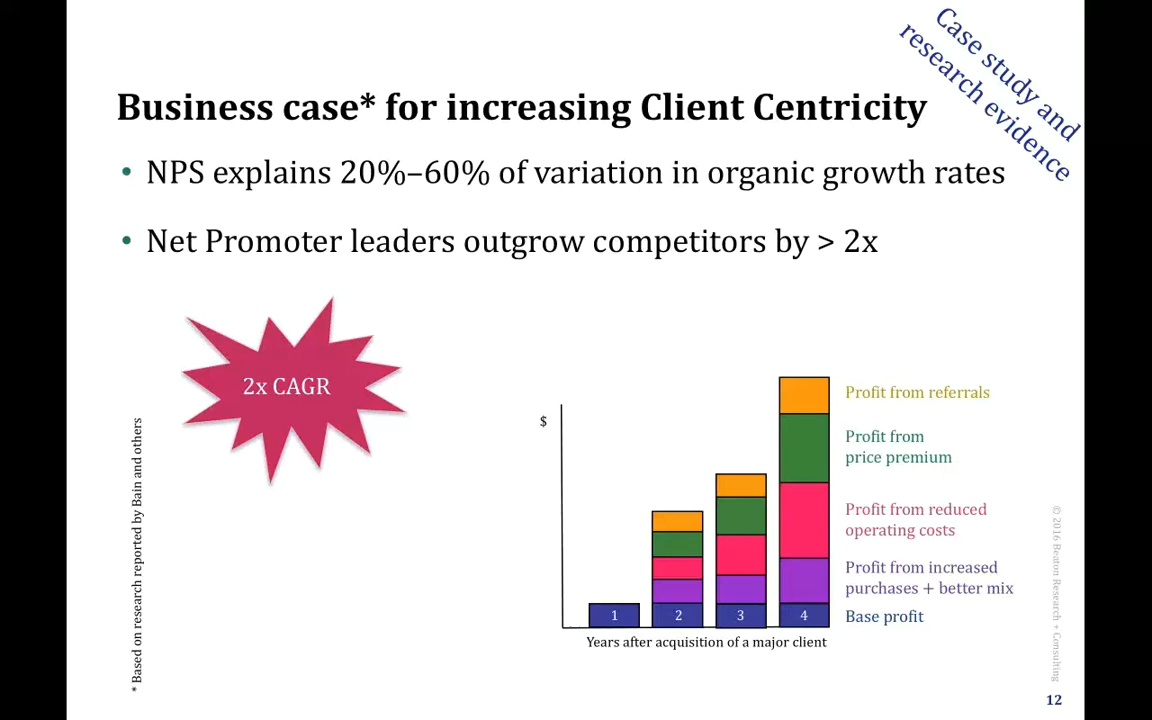 Case study and
research evidence
Business case* for increasing Client Centricity
• NPS explains 20%–60% of variation in organic growth rates
• Net Promoter leaders outgrow competitors by > 2x
2x CAGR
$
Profit from referrals
Profit from
price premium
Profit from reduced
operating costs
Profit from increased
purchases + better mix
Base profit
1 2 3 4
Years after acquisition of a major client
* Based on research reported by Bain and others
© 2016 Beaton Research + Consulting
12